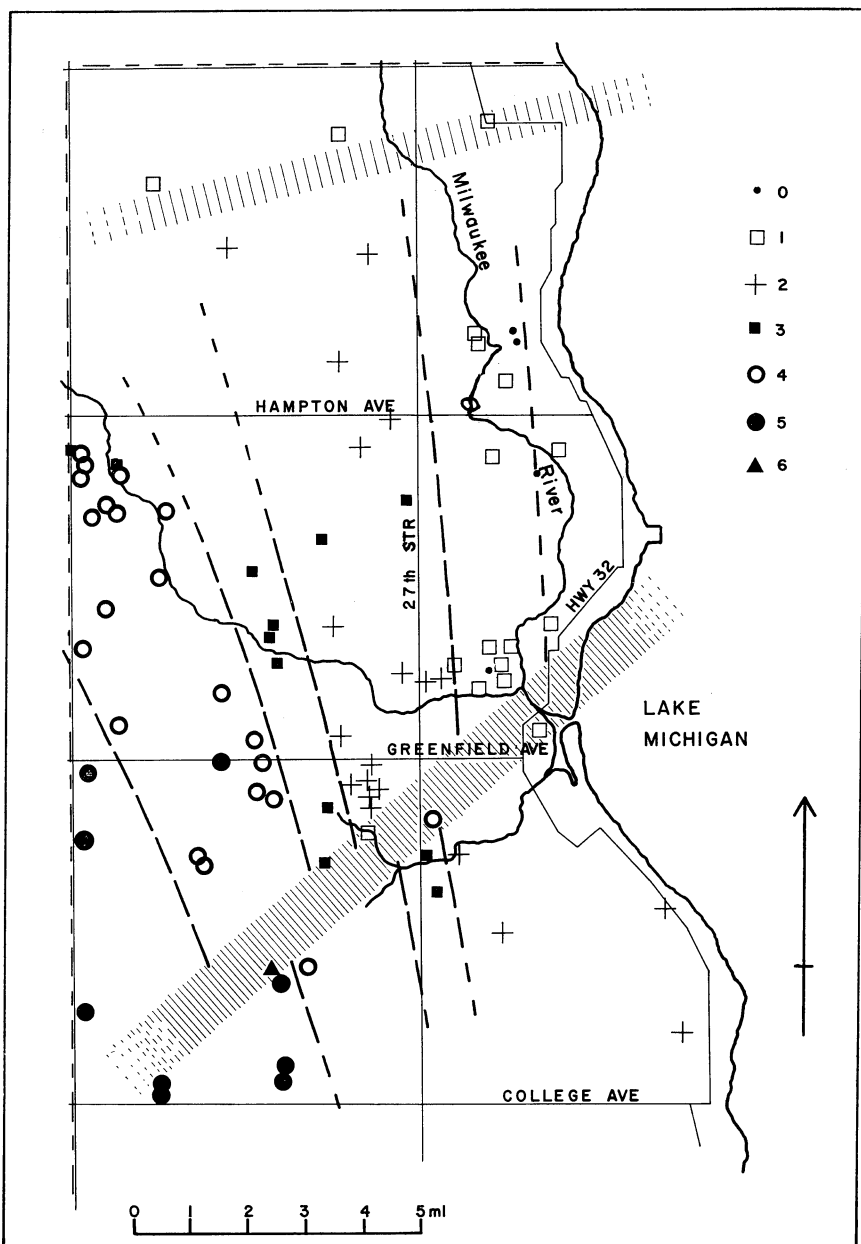 Milwaukee
0
1
2
3
4
5
6
HAMPTON AVE
River
27th STR
HWY 32
LAKE
MICHIGAN
GREENFIELD AVE
COLLEGE AVE
0 1 2 3 4 5 ml